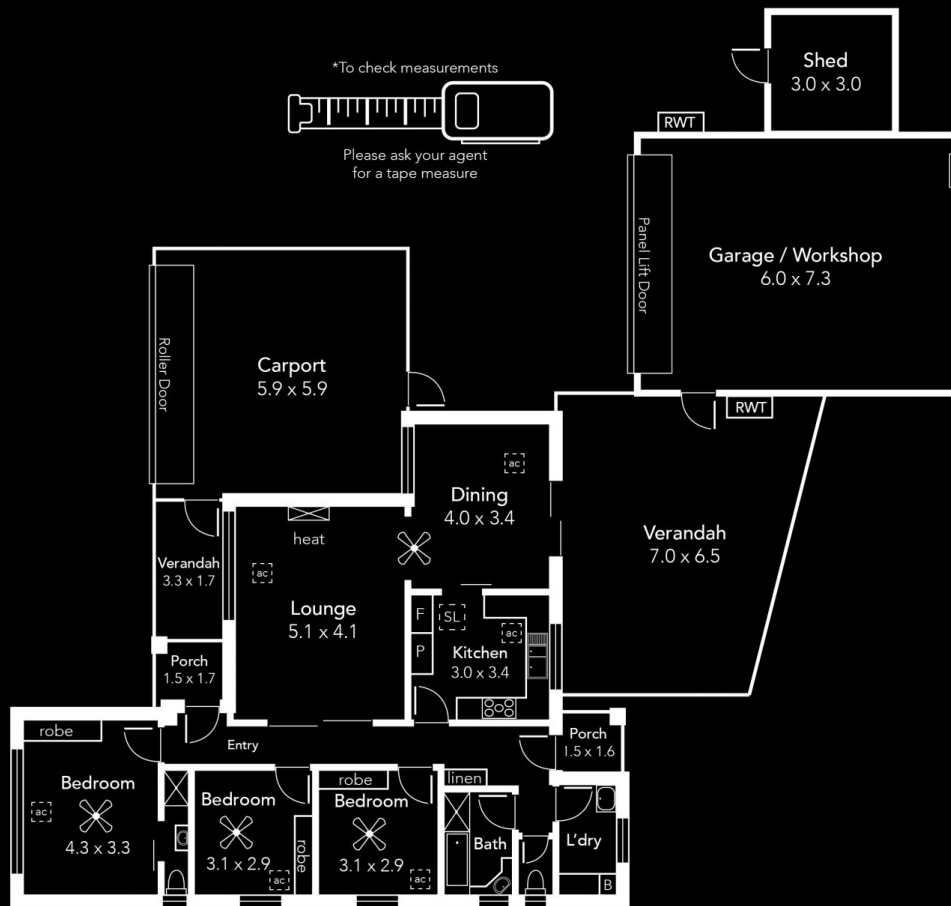 *To check measurements
Please ask your agent
for a tape measure
Shed
3.0 x 3.0
RWT
Panel Lift Door
Garage / Workshop
6.0 x 7.3
Roller Door
Carport
5.9 x 5.9
RWT
ac
Dining
4.0 x 3.4
Verandah
7.0 x 6.5
heat
Verandah
3.3 x 1.7
ac
Lounge
5.1 x 4.1
F
SL
ac
P
Kitchen
3.0 x 3.4
Porch
1.5 x 1.7
robe
Entry
Porch
1.5 x 1.6
Bedroom
ac
4.3 x 3.3
Bedroom
3.1 x 2.9
robe
ac
robe
Bedroom
3.1 x 2.9
ac
linen
Bath
L'dry
B